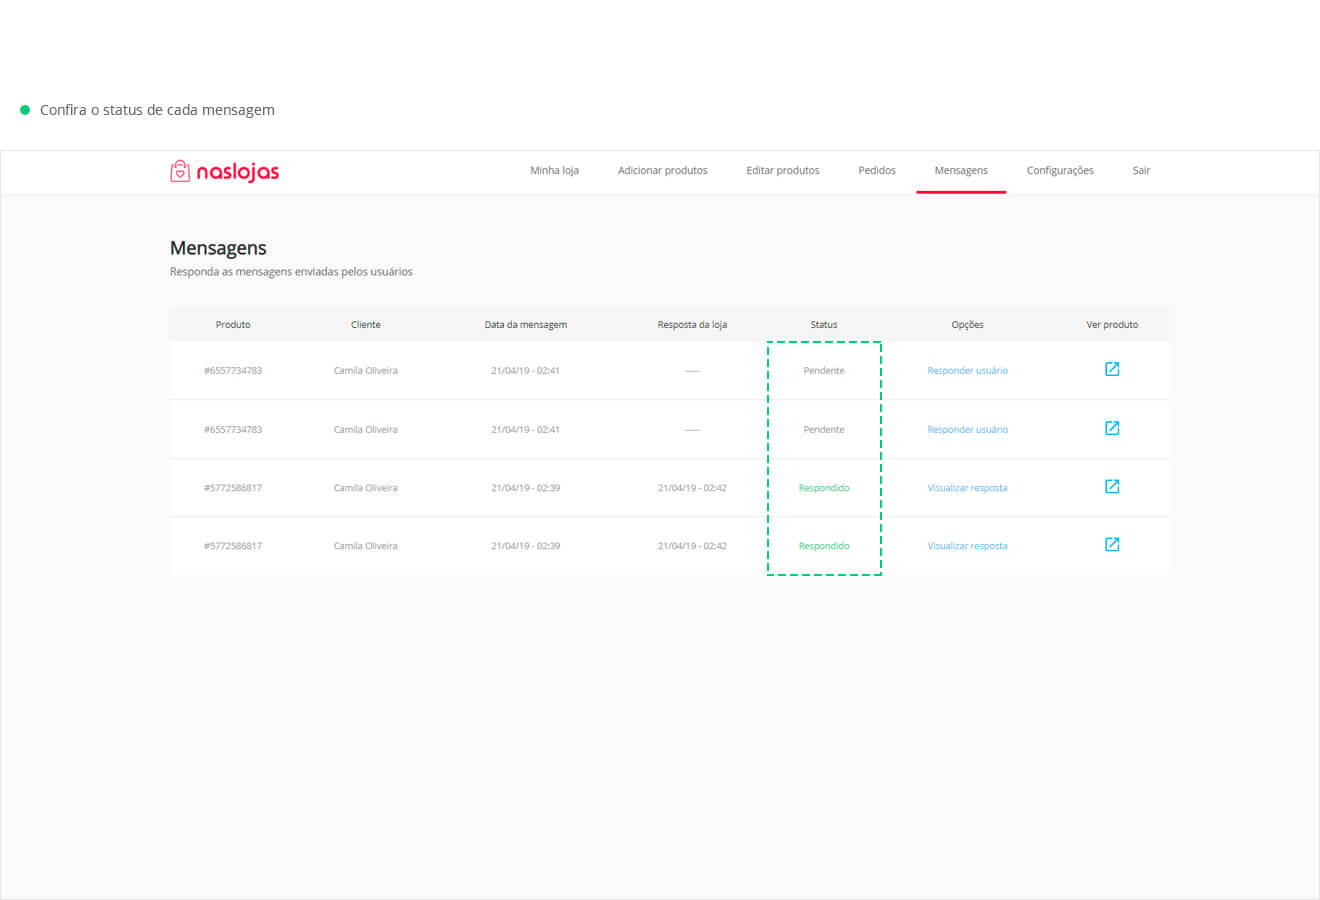 Confira o status de cada mensagem
naslojas Minha loja Adicionar produtos Editar produtos Pedidos Mensagens Configurações Sair
Mensagens
Responda as mensagens enviadas pelos usuários
Produto Cliente Data da mensagem Resposta da loja Status Opções Ver produto
#6557734783 Camila Oliveira 21/04/19 - 02:41 ----- Pendente Responder usuário
#6557734783 Camila Oliveira 21/04/19 - 02:41 ----- Pendente Responder usuário
#5772586817 Camila Oliveira 21/04/19 - 02:39 21/04/19 - 02:42 Respondido Visualizar resposta
#5772586817 Camila Oliveira 21/04/19 - 02:39 21/04/19 - 02:42 Respondido Visualizar resposta